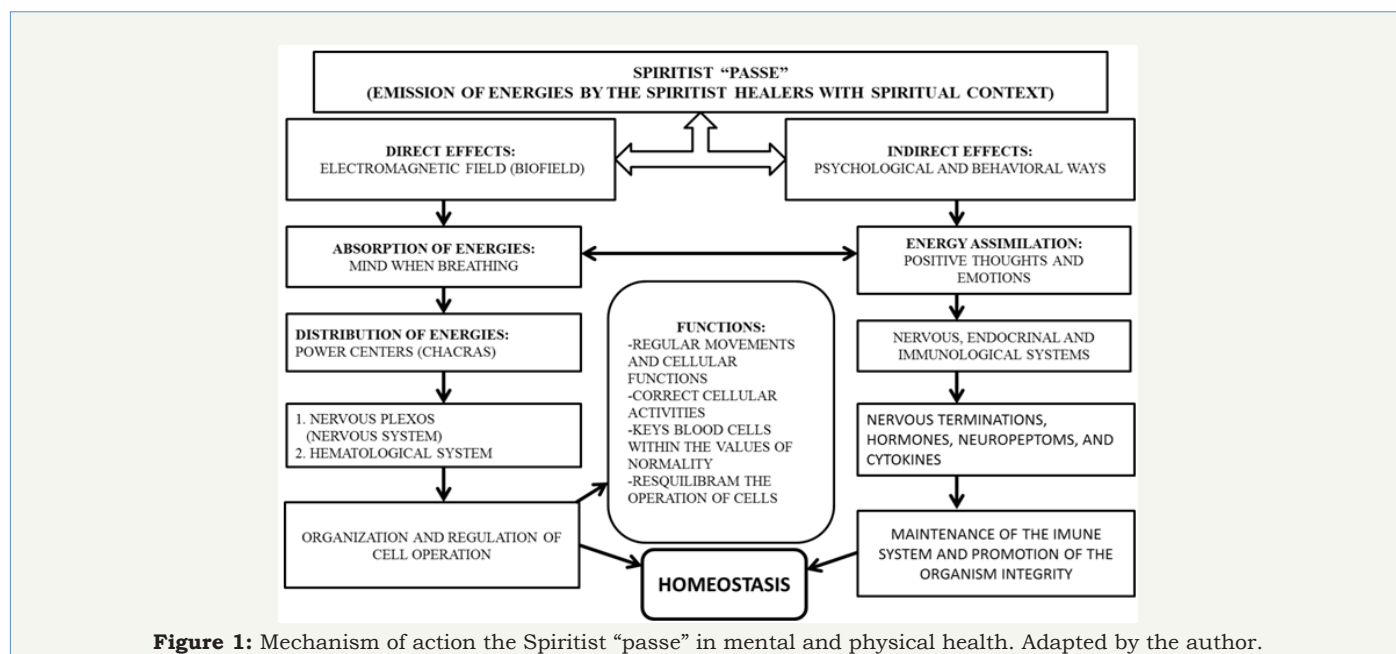 SPIRITIST “PASSE”
(EMISSION OF ENERGIES BY THE SPIRITIST HEALERS WITH SPIRITUAL CONTEXT)
DIRECT EFFECTS:
ELECTROMAGNETIC FIELD (BIOFIELD)
INDIRECT EFFECTS:
PSYCHOLOGICAL AND BEHAVIORAL WAYS
ABSORPTION OF ENERGIES:
MIND WHEN BREATHING
ENERGY ASSIMILATION:
POSITIVE THOUGHTS AND
EMOTIONS
DISTRIBUTION OF ENERGIES:
POWER CENTERS (CHACRAS)
FUNCTIONS:
-REGULAR MOVEMENTS
AND CELLULAR
FUNCTIONS
-CORRECT CELLULAR
ACTIVITIES
-KEYS BLOOD CELLS
WITHIN THE VALUES OF
NORMALITY
-RESQUILIBRAM THE
OPERATION OF CELLS
NERVOUS, ENDOCRINAL AND
IMMUNOLOGICAL SYSTEMS
1. NERVOUS PLEXOS
(NERVOUS SYSTEM)
2. HEMATOLOGICAL SYSTEM
NERVOUS TERMINATIONS,
HORMONES, NEUROPEPTOMS, AND
CYTOKINES
ORGANIZATION AND REGULATION OF
CELL OPERATION
MAINTENANCE OF THE IMUNE
SYSTEM AND PROMOTION OF THE
ORGANISM INTEGRITY
HOMEOSTASIS
Figure 1: Mechanism of action the Spiritist “passe” in mental and physical health. Adapted by the author.